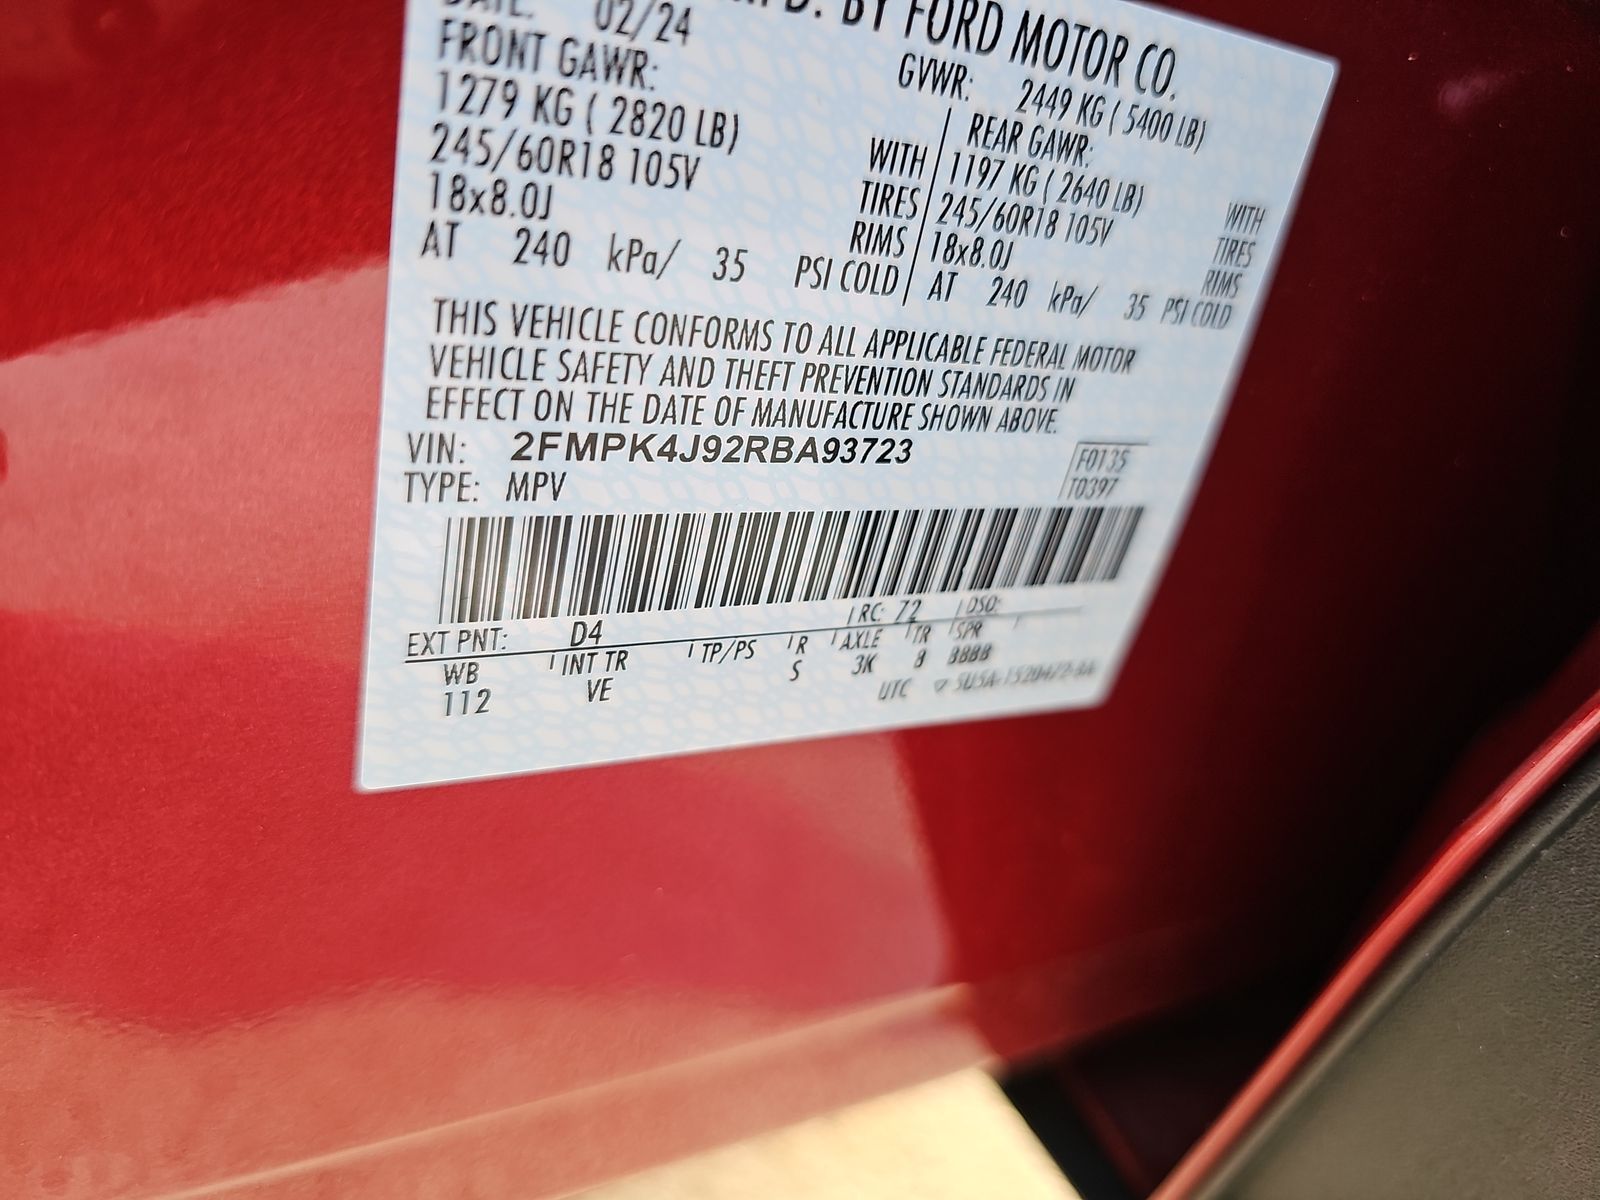 DATE: 02/24 MFD. BY FORD MOTOR CO.
FRONT GAWR: GVWR: 2449 KG ( 5400 LB)
1279 KG ( 2820 LB) WITH
245/60R18 105V TIRES
18x8.0J RIMS
AT 240 kPa/ 35 PSI COLD
REAR GAWR:
1197 KG ( 2640 LB) WITH
245/60R18 105V TIRES
18x8.0J RIMS
AT 240 kPa/ 35 PSI COLD
THIS VEHICLE CONFORMS TO ALL APPLICABLE FEDERAL MOTOR
VEHICLE SAFETY AND THEFT PREVENTION STANDARDS IN
EFFECT ON THE DATE OF MANUFACTURE SHOWN ABOVE.
VIN: 2FMPK4J92RBA93723
TYPE: MPV
F0135
T0397
EXT PNT: D4 RC: 72 DSO:
WB INT TR TP/PS R AXLE TR SPR
112 VE S 3K
UTC